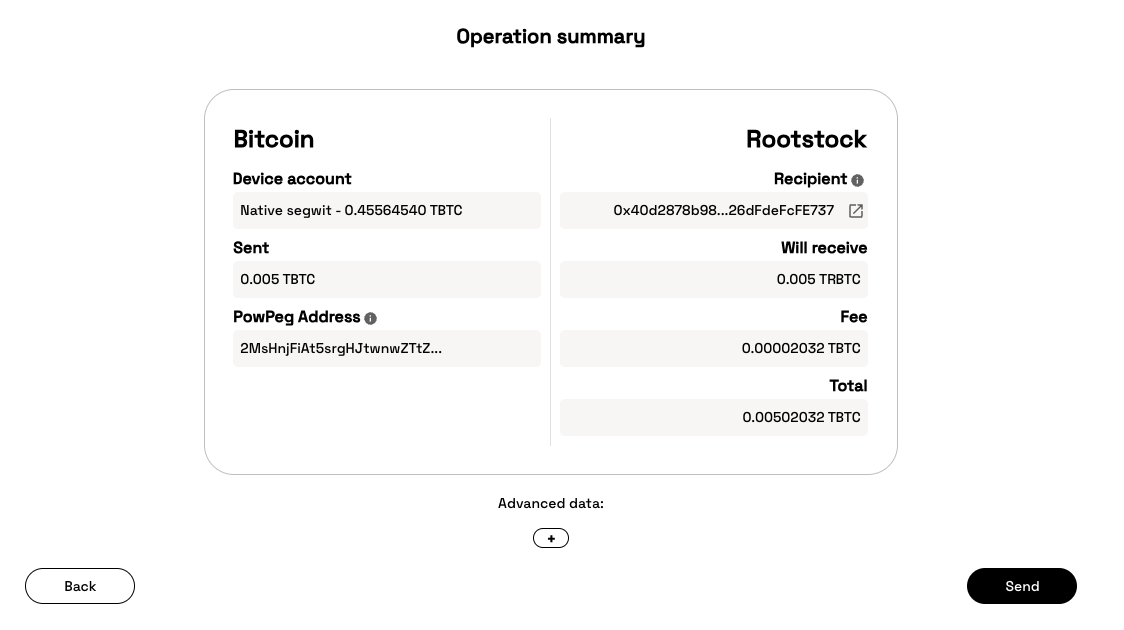 Operation summary
Bitcoin
Device account
Native segwit - 0.45564540 TBTC
Sent
0.005 TBTC
PowPeg Address
2MsHnjFiAt5srgHJtwnwZTtZ...
Rootstock
Recipient
0x40d2878b98...26dFdeFcFE737
Will receive
0.005 TRBTC
Fee
0.00002032 TBTC
Total
0.00502032 TBTC
Advanced data:
+
Back
Send